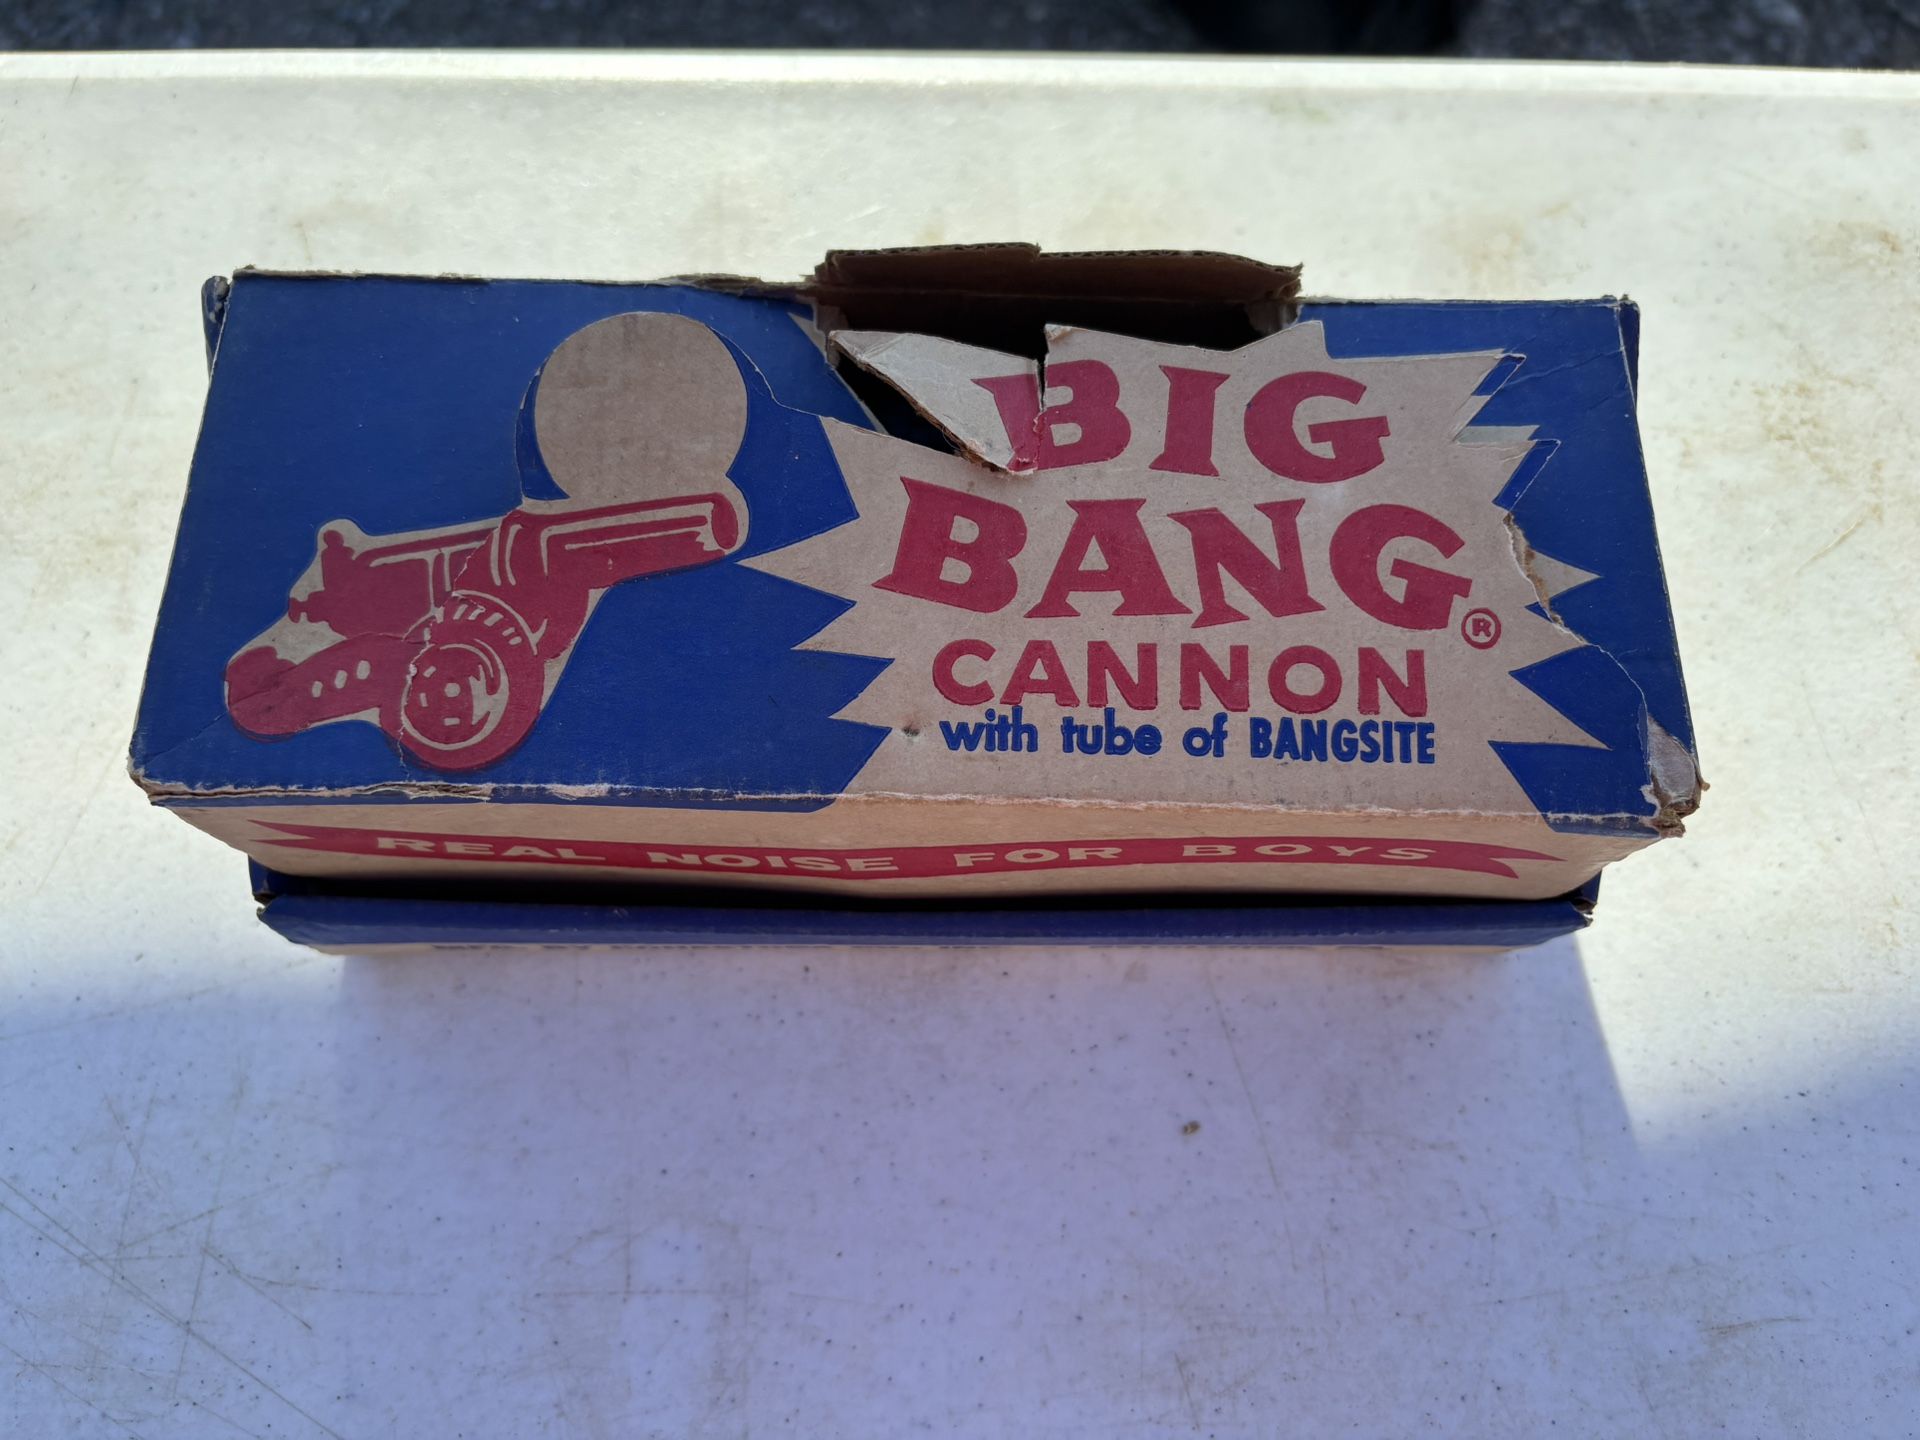 BIG
BANG®
CANNON
with tube of BANGSITE
REAL NOISE FOR BOYS